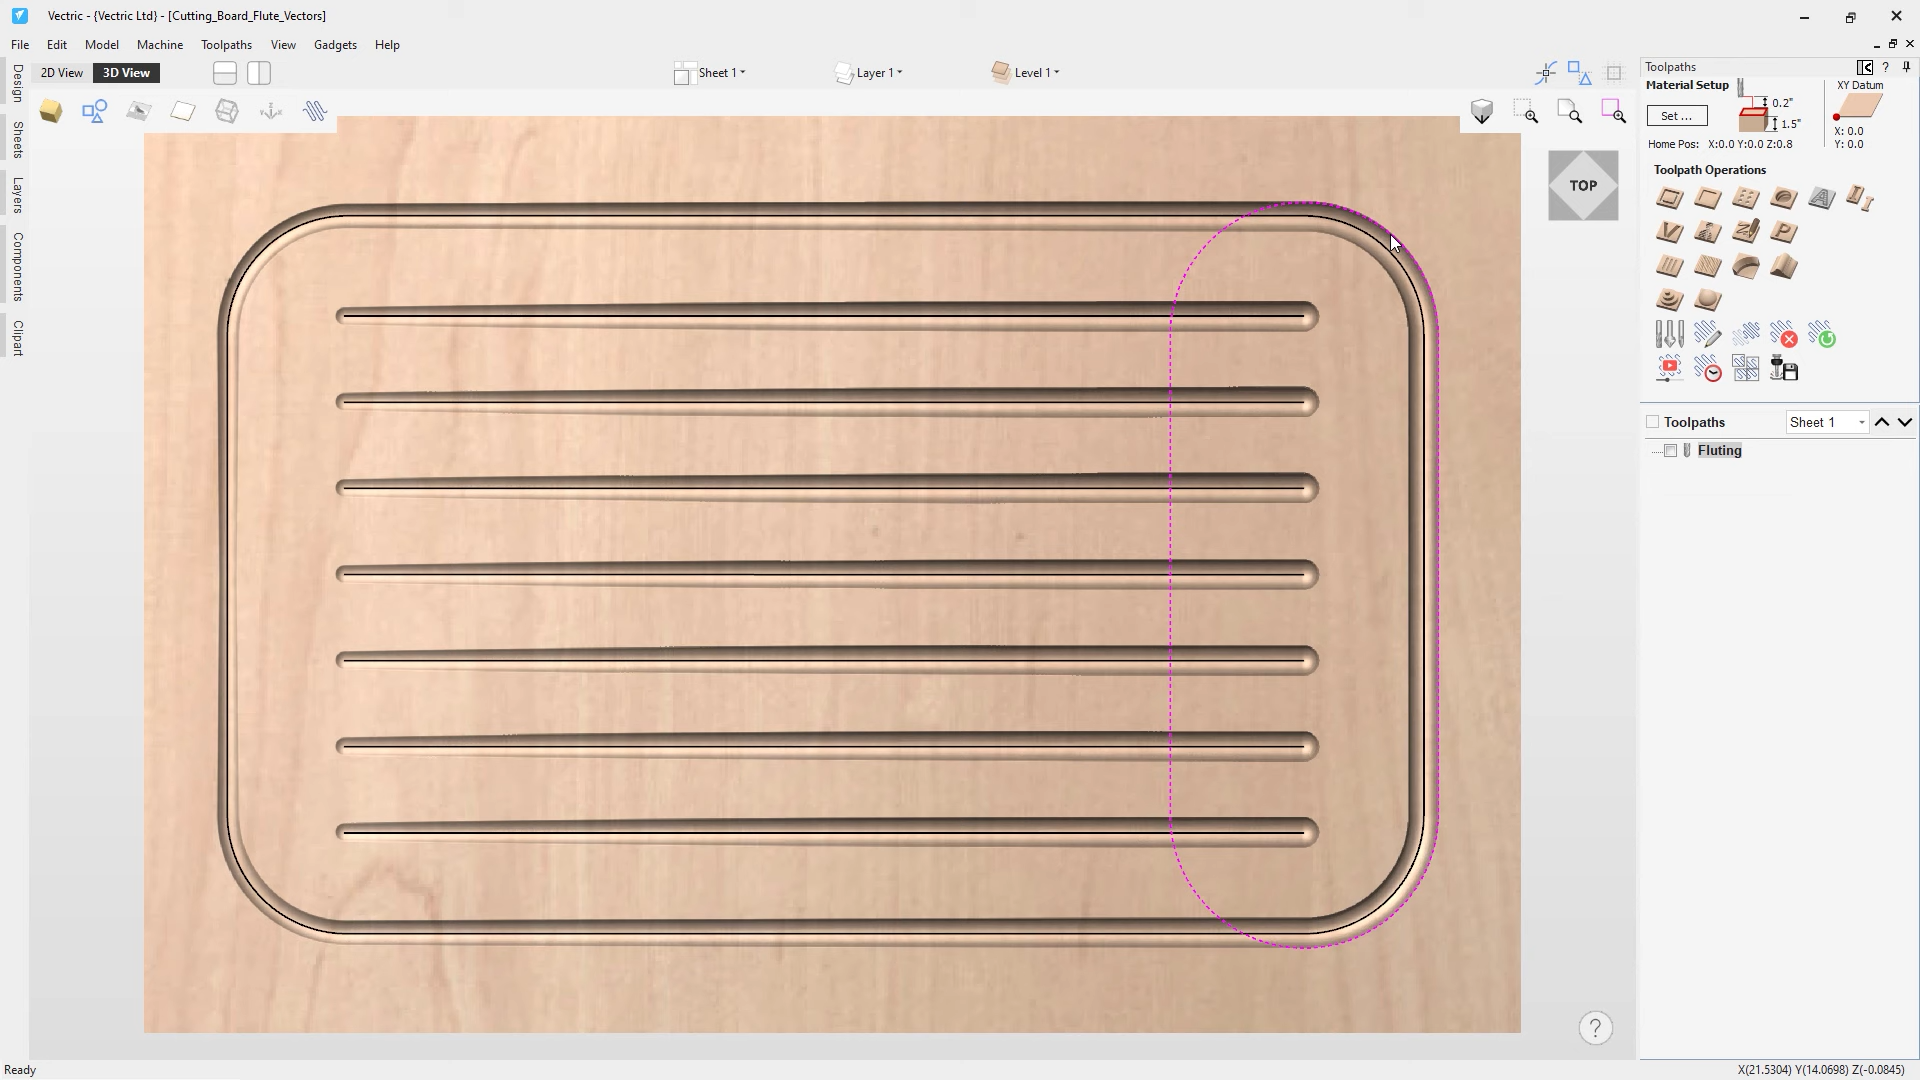 Vectric - {Vectric Ltd} - [Cutting_Board_Flute_Vectors]
File Edit Model Machine Toolpaths View Gadgets Help
2D View 3D View Sheet 1 Layer 1 Level 1
Design
Sheets
Layers
Components
Clipart
TOP
Toolpaths
Material Setup
Set ...
0.2"
1.5"
XY Datum
X: 0.0
Y: 0.0
Home Pos: X:0.0 Y:0.0 Z:0.8
Toolpath Operations
Toolpaths Sheet 1
Fluting
?
Ready
X(21.5304) Y(14.0698) Z(-0.0845)